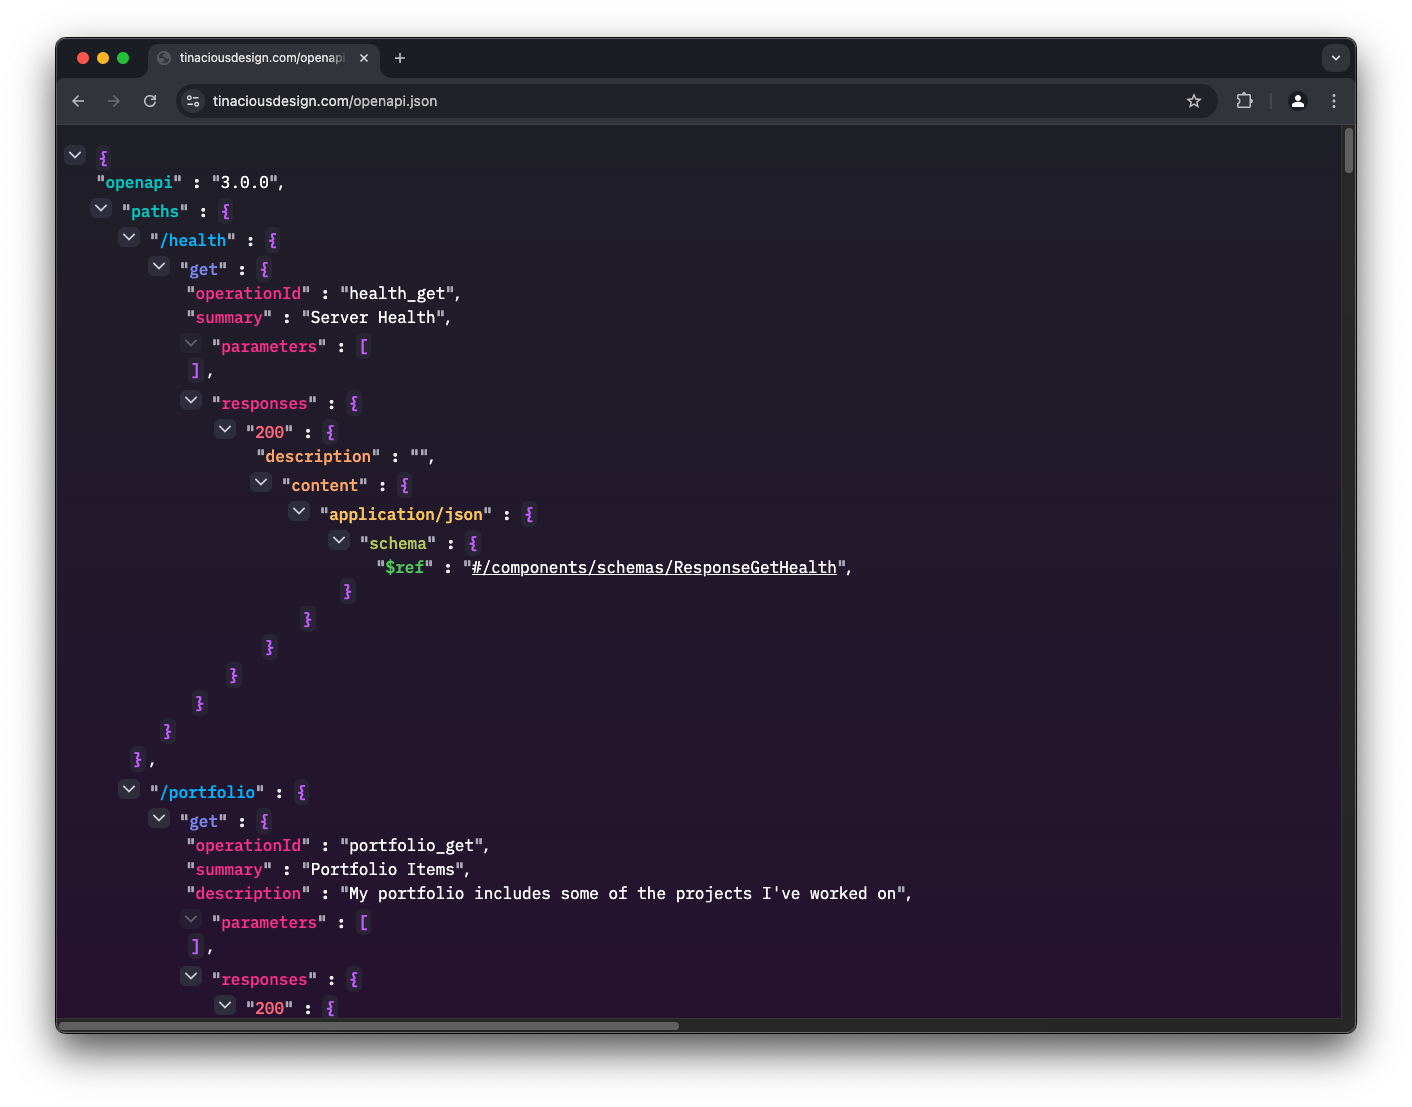 tinaciousdesign.com/openapi
tinaciousdesign.com/openapi.json
{
"openapi" : "3.0.0",
"paths" : {
"/health" : {
"get" : {
"operationId" : "health_get",
"summary" : "Server Health",
"parameters" : [
],
"responses" : {
"200" : {
"description" : "",
"content" : {
"application/json" : {
"schema" : {
"$ref" : "#/components/schemas/ResponseGetHealth",
}
}
}
}
}
}
},
"/portfolio" : {
"get" : {
"operationId" : "portfolio_get",
"summary" : "Portfolio Items",
"description" : "My portfolio includes some of the projects I've worked on",
"parameters" : [
],
"responses" : {
"200" : {